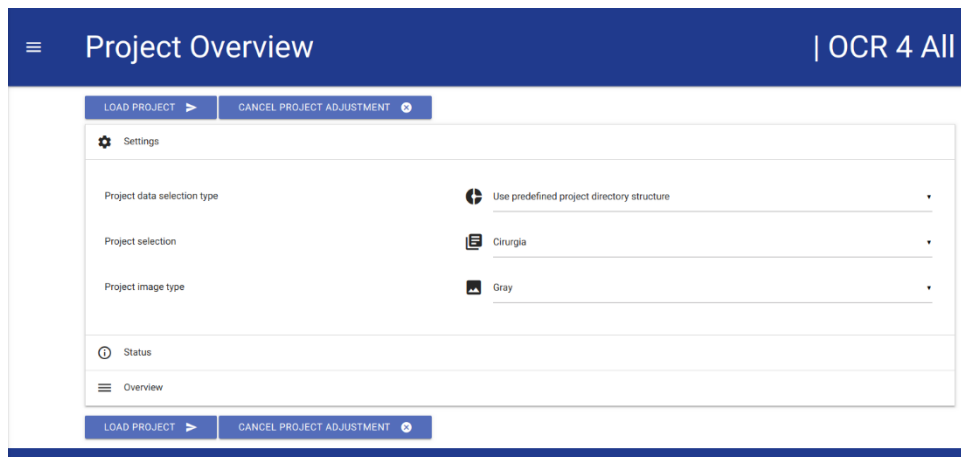 Project Overview | OCR 4 All
LOAD PROJECT CANCEL PROJECT ADJUSTMENT
Settings
Project data selection type Use predefined project directory structure
Project selection Cirurgia
Project image type Gray
Status
Overview
LOAD PROJECT CANCEL PROJECT ADJUSTMENT